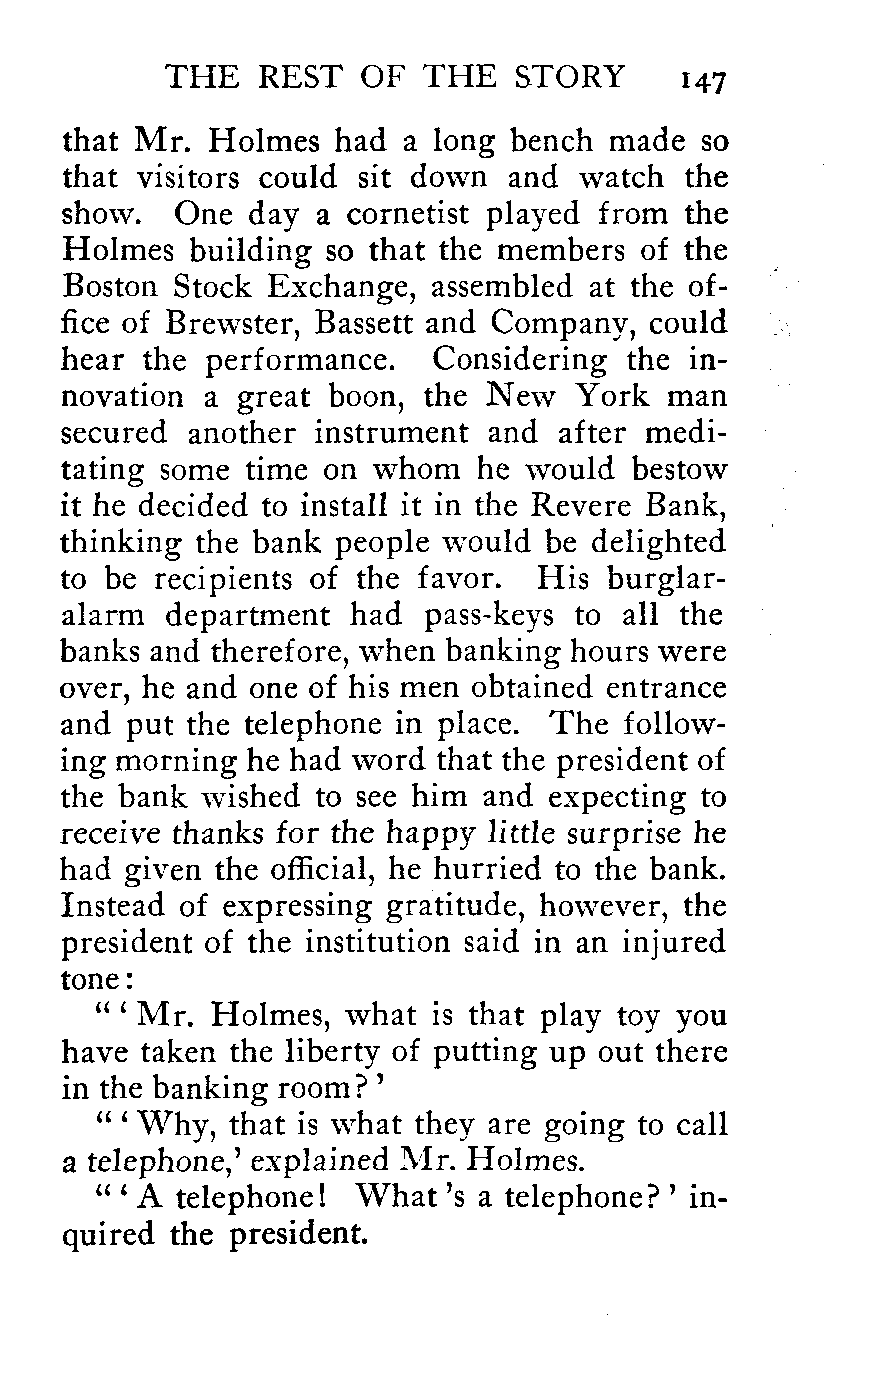 THE REST OF THE STORY 147
that Mr. Holmes had a long bench made so
that visitors could sit down and watch the
show. One day a cornetist played from the
Holmes building so that the members of the
Boston Stock Exchange, assembled at the of-
fice of Brewster, Bassett and Company, could
hear the performance. Considering the in-
novation a great boon, the New York man
secured another instrument and after medi-
tating some time on whom he would bestow
it he decided to install it in the Revere Bank,
thinking the bank people would be delighted
to be recipients of the favor. His burglar-
alarm department had pass-keys to all the
banks and therefore, when banking hours were
over, he and one of his men obtained entrance
and put the telephone in place. The follow-
ing morning he had word that the president of
the bank wished to see him and expecting to
receive thanks for the happy little surprise he
had given the official, he hurried to the bank.
Instead of expressing gratitude, however, the
president of the institution said in an injured
tone:
“ ‘ Mr. Holmes, what is that play toy you
have taken the liberty of putting up out there
in the banking room? ’
“ ‘ Why, that is what they are going to call
a telephone,’ explained Mr. Holmes.
“ ‘ A telephone! What ’s a telephone? ’ in-
quired the president.